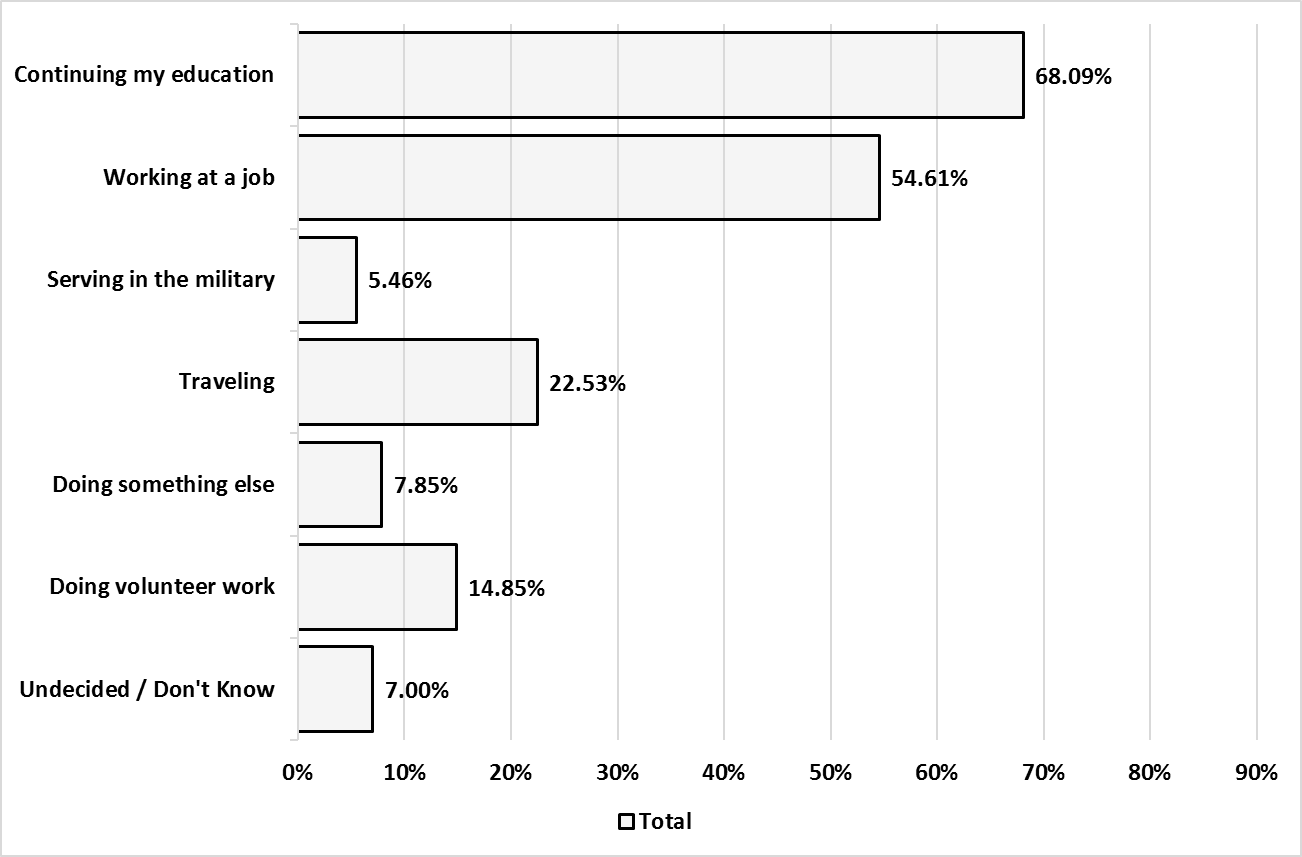 Continuing my education
68.09%
Working at a job
54.61%
Serving in the military
5.46%
Traveling
22.53%
Doing something else
7.85%
Doing volunteer work
14.85%
Undecided / Don't Know
7.00%
0% 10% 20% 30% 40% 50% 60% 70% 80% 90%
Total